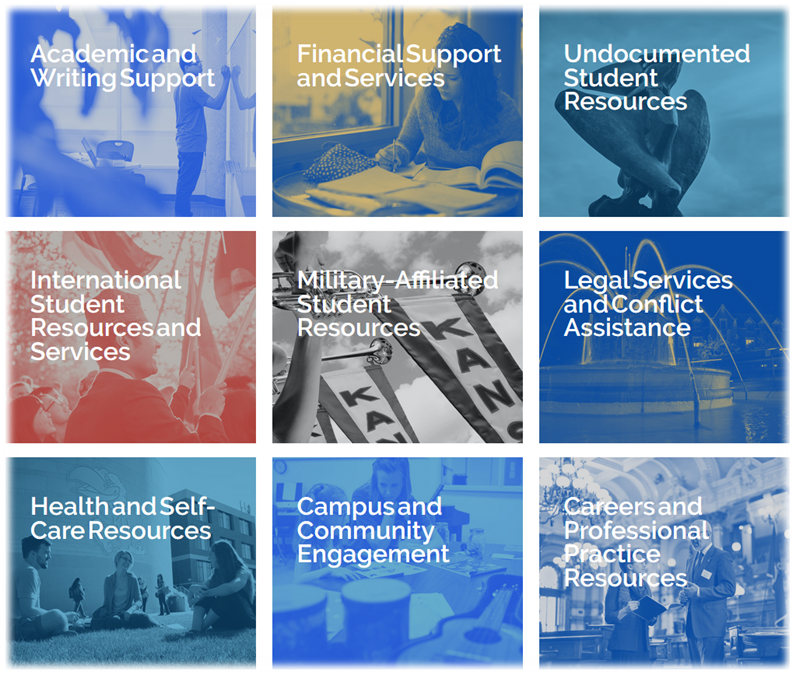 Academic and
Writing Support
Financial Support
and Services
Undocumented
Student
Resources
International
Student
Resources and
Services
Military-Affiliated
Student
Resources
KAN
KANS
Legal Services
and Conflict
Assistance
Health and Self-
Care Resources
Campus and
Community
Engagement
Careers and
Professional
Practice
Resources